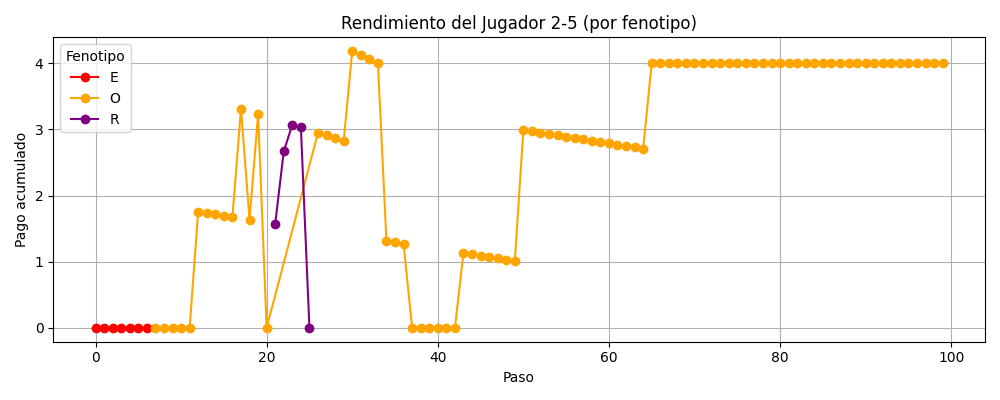 Rendimiento del Jugador 2-5 (por fenotipo)
Fenotipo
E
O
R
Pago acumulado
4
3
2
1
0
0 20 40 60 80 100
Paso